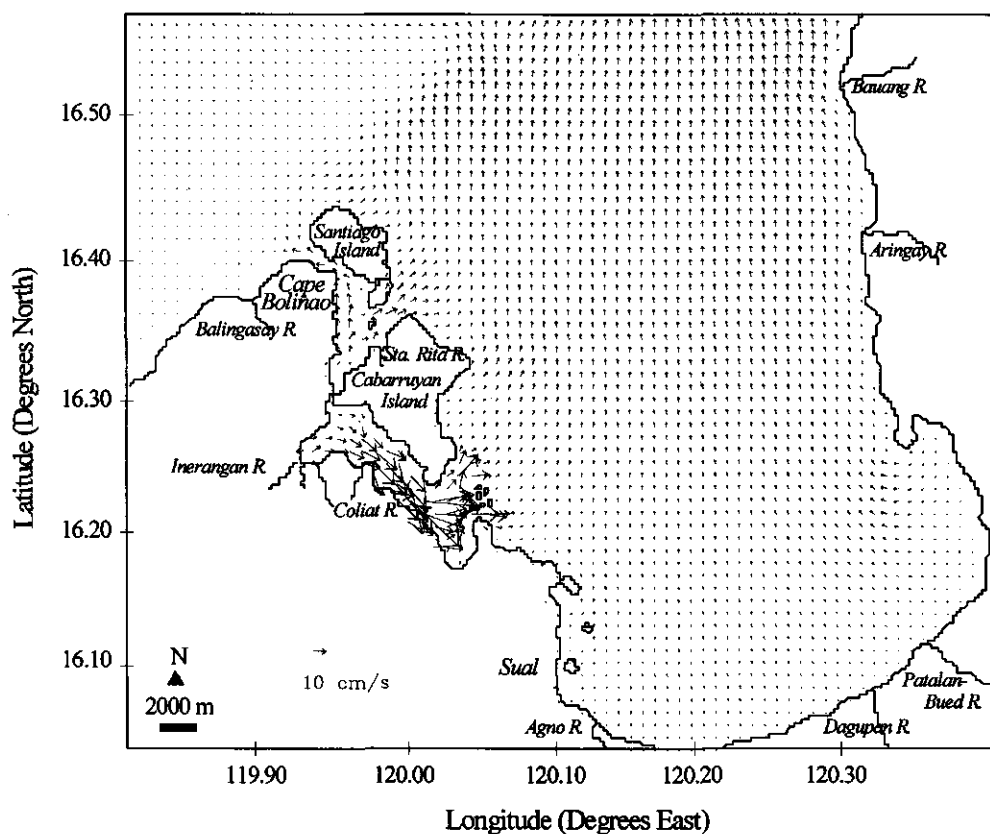 16.50
16.40
16.30
16.20
16.10
Latitude (Degrees North)
Bauang R.
Santiago
Island
Aringay R.
Cape
Bolinao
Balingasay R.
Sta. Rita R.
Cabarruyan
Island
Inerangan R.
Coliat R.
N
2000 m
10 cm/s
Sual
Agno R.
Patalan-
Bued R.
Dagupan R.
119.90 120.00 120.10 120.20 120.30
Longitude (Degrees East)